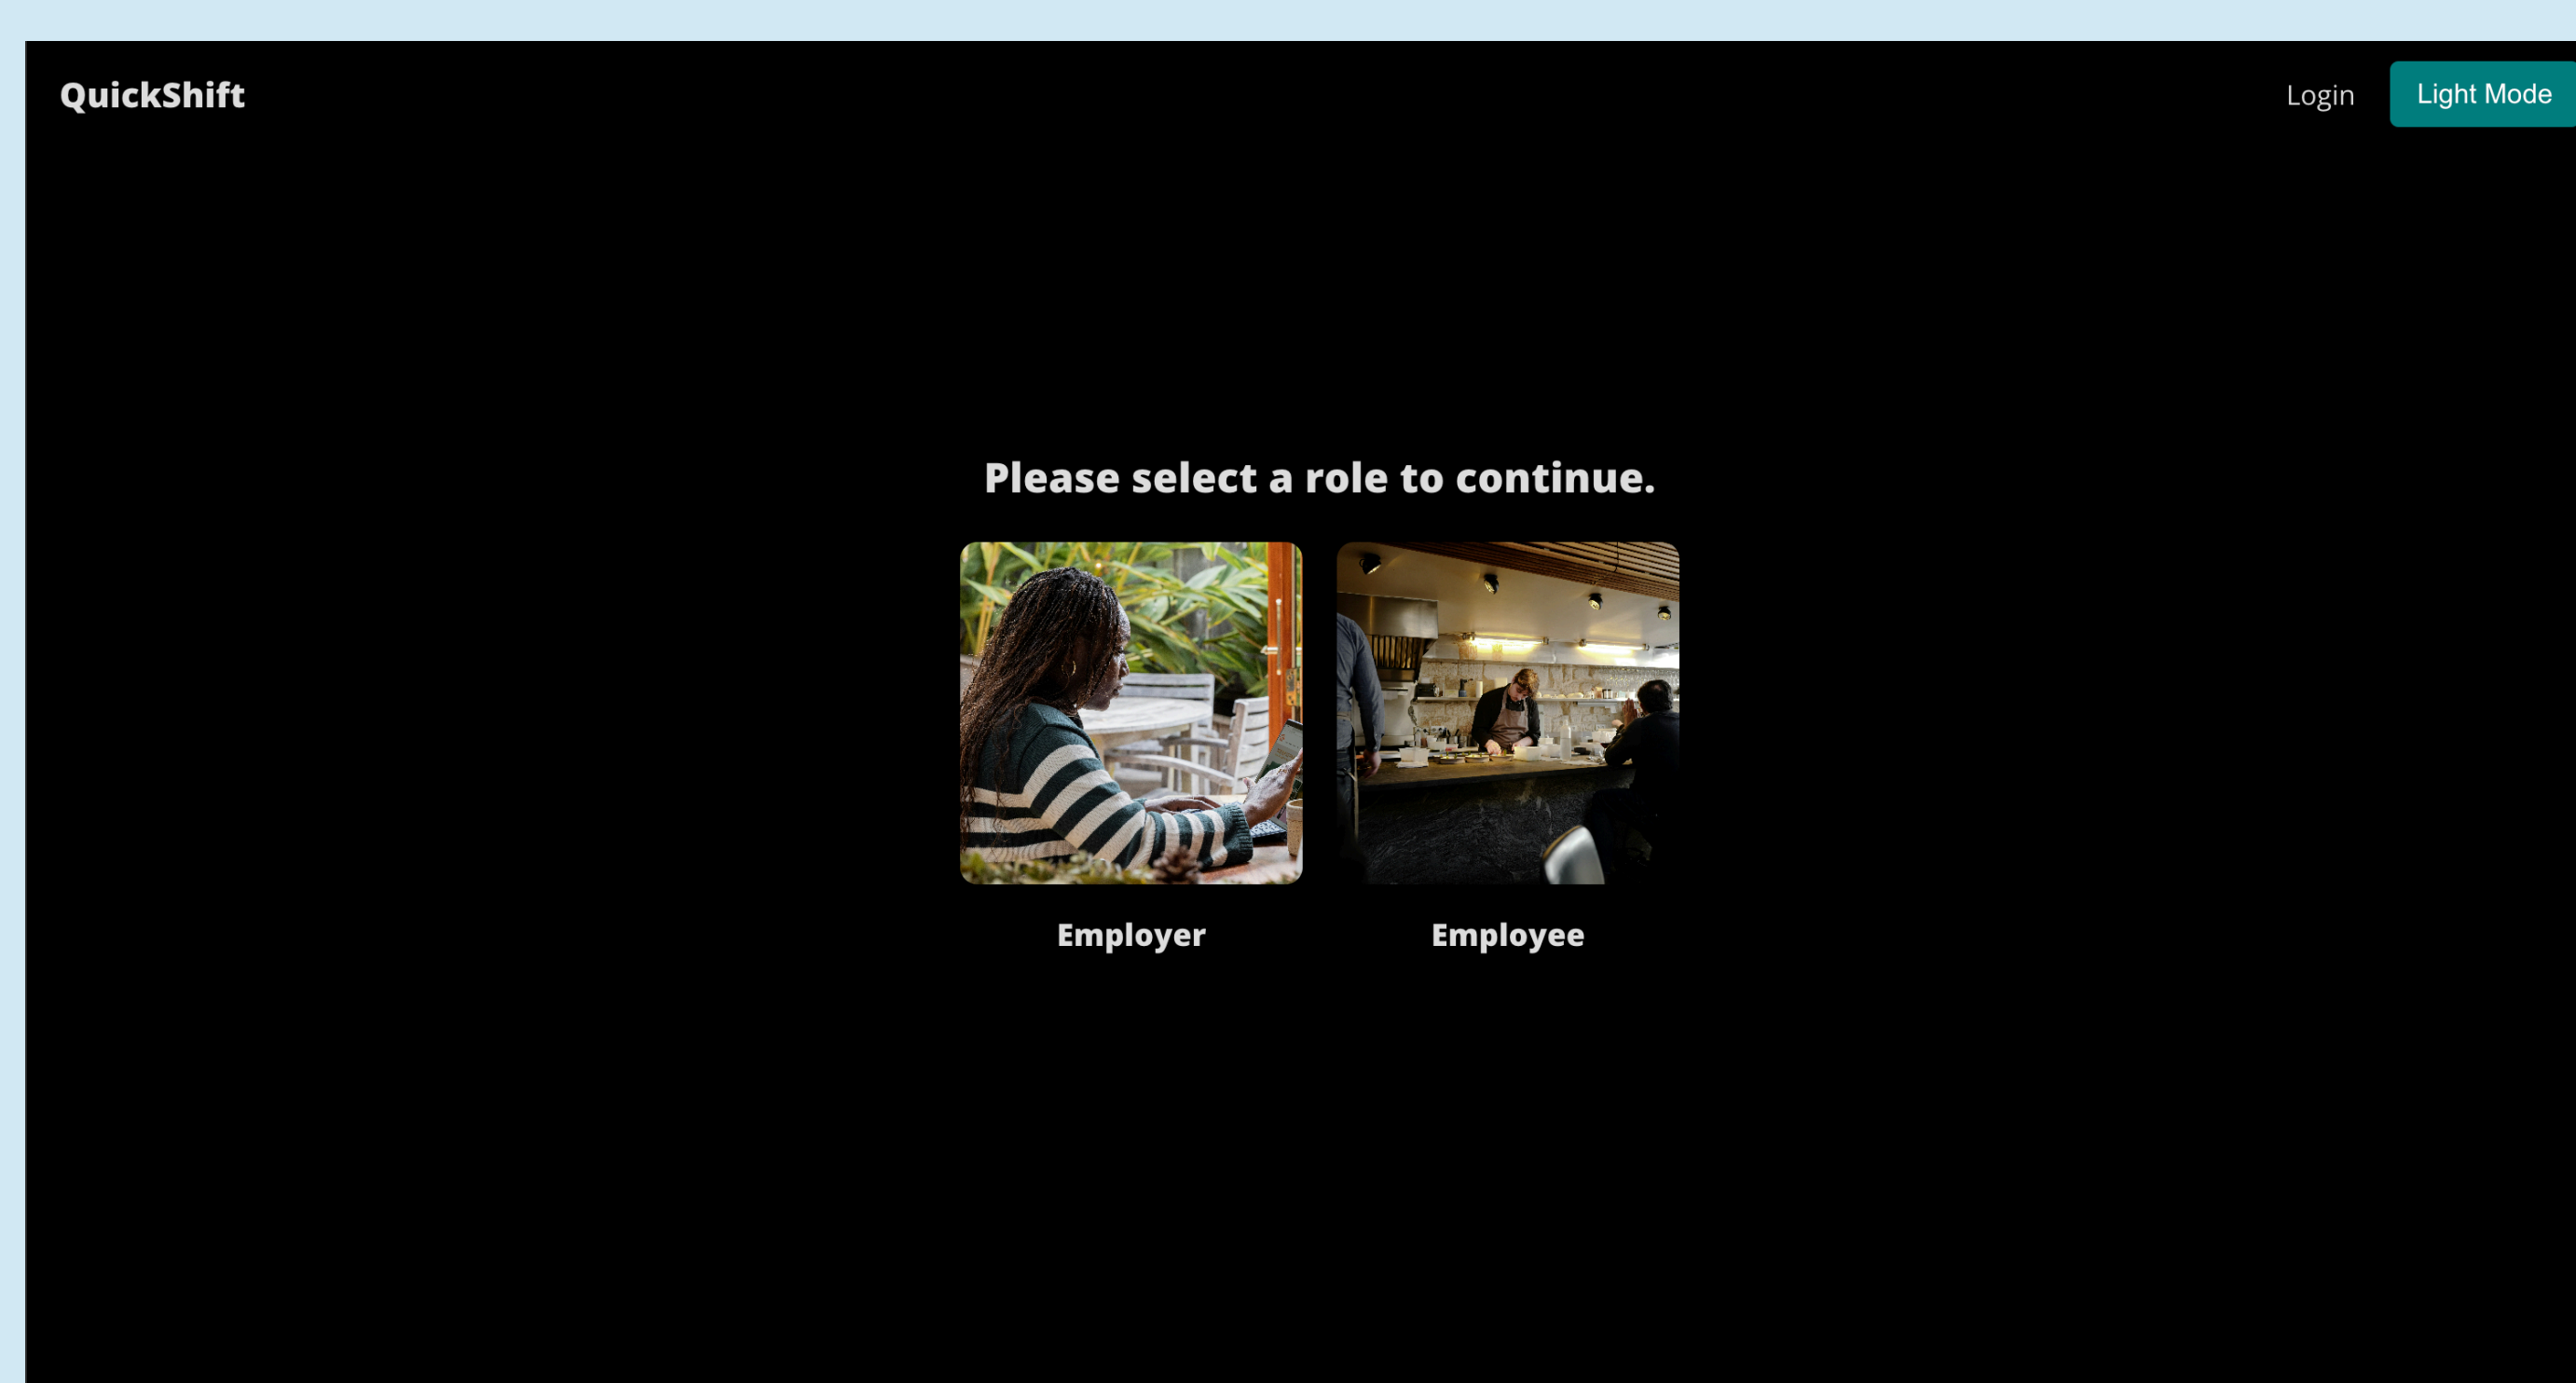 QuickShift
Login
Light Mode
Please select a role to continue.
Employer
Employee